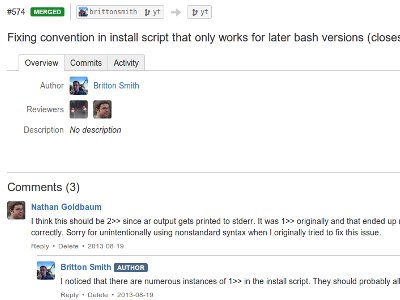 #574 MERGED brittonsmith yt → yt
Fixing convention in install script that only works for later bash versions (closes
Overview Commits Activity
Author Britton Smith
Reviewers
Description No description
Comments (3)
Nathan Goldbaum
I think this should be 2>> since ar output gets printed to stderr. It was 1>> originally and that ended up
correctly. Sorry for unintentionally using nonstandard syntax when I originally tried to fix this issue.
Reply • Delete • 2013-08-19
Britton Smith AUTHOR
I noticed that there are numerous instances of 1>> in the install script. They should probably all
Reply • Delete • 2013-08-19